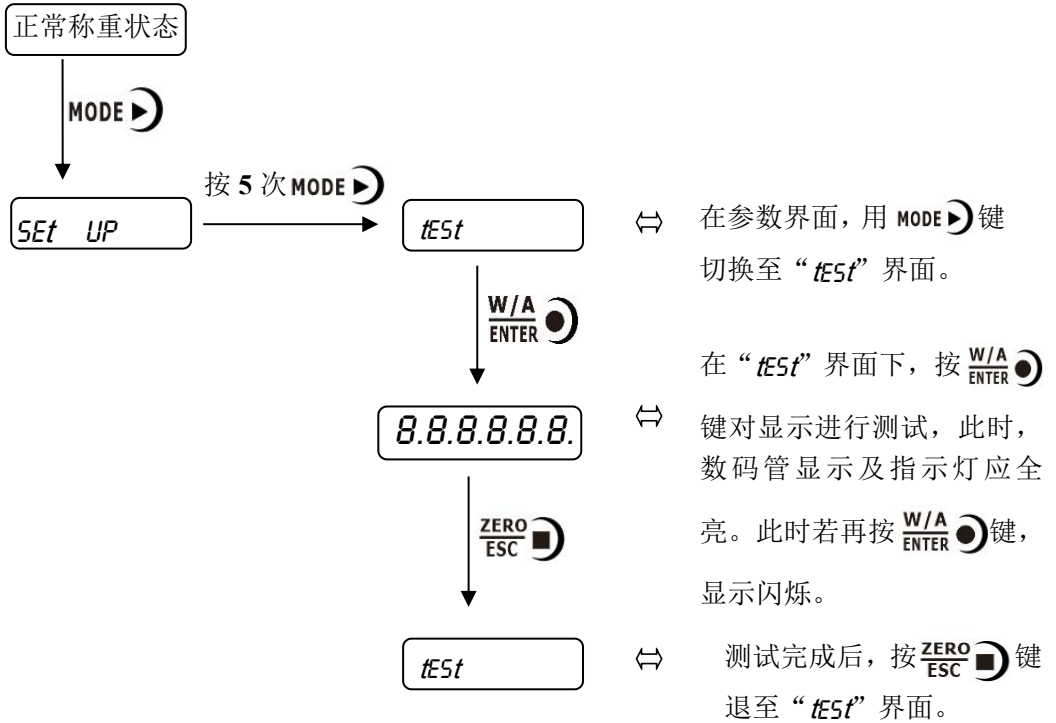 正常称重状态
MODE
按 5 次 MODE
SEt UP
tESt
在参数界面，用 MODE 键
切换至“tESt”界面。
W/A
ENTER
在“tESt”界面下，按 W/A ENTER
8.8.8.8.8.8.
键对显示进行测试，此时，
数码管显示及指示灯应全
亮。此时若再按 W/A ENTER 键，
显示闪烁。
ZERO
ESC
tESt
测试完成后，按 ZERO ESC 键
退至“tESt”界面。